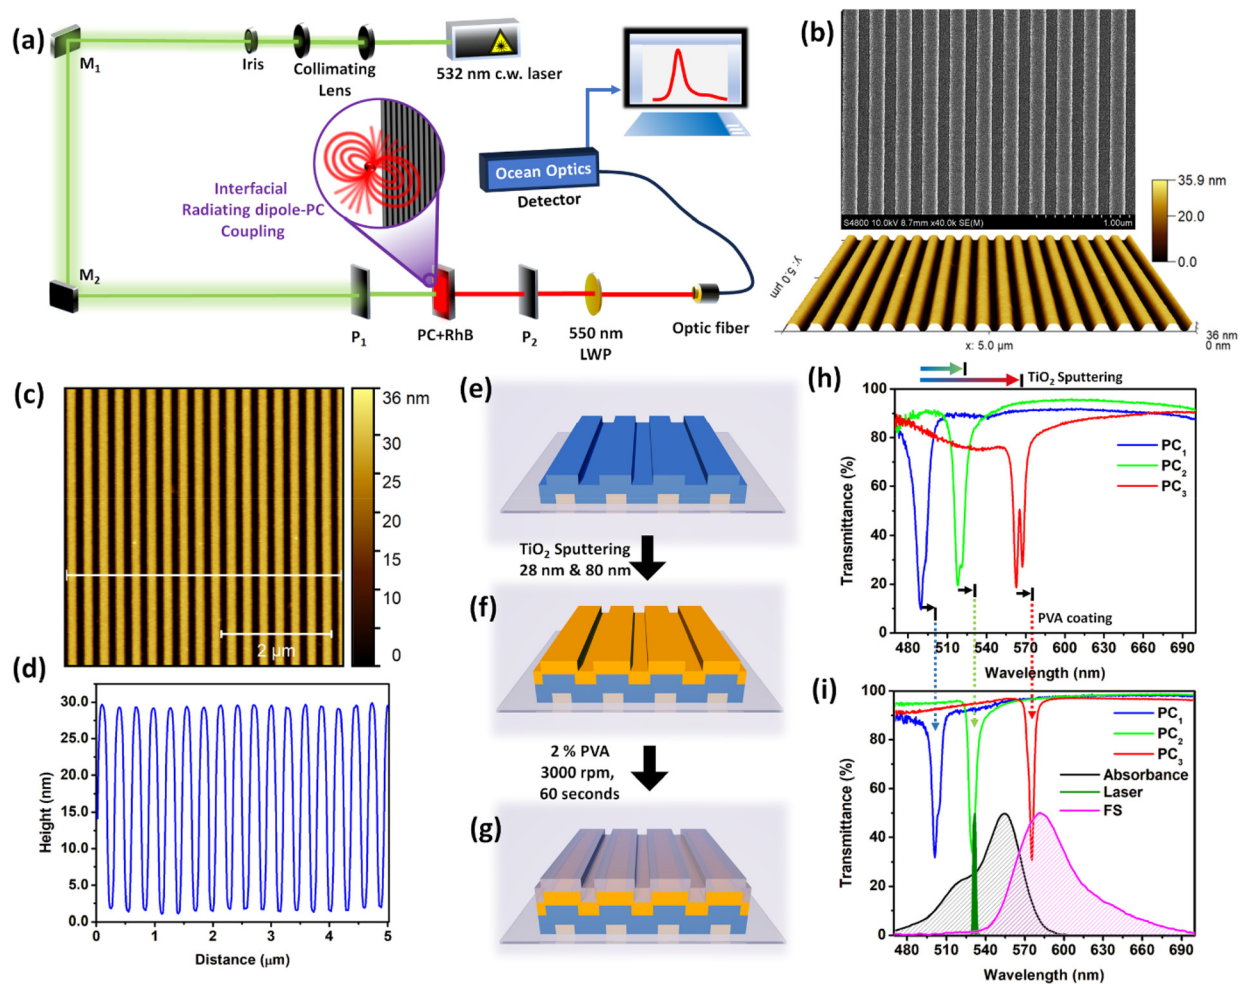 (a)
M1
Iris
Collimating
Lens
532 nm c.w. laser
Interfacial
Radiating dipole-PC
Coupling
Ocean Optics
Detector
M2
P1
PC+RhB
P2
550 nm
LWP
Optic fiber
(b)
S4800 10.0kV 8.7mm x40.0k SE(M)
1.00um
35.9 nm
20.0
0.0
y: 5.0 µm
x: 5.0 µm
36 nm
0 nm
(c)
2 µm
36 nm
30
25
20
15
10
5
0
(d)
30.0
25.0
20.0
15.0
10.0
5.0
0.0
Height (nm)
0 1 2 3 4 5
Distance (µm)
(e)
TiO2 Sputtering
28 nm & 80 nm
(f)
2 % PVA
3000 rpm,
60 seconds
(g)
(h)
TiO2 Sputtering
100
80
60
40
20
0
Transmittance (%)
PC1
PC2
PC3
PVA coating
480 510 540 570 600 630 660 690
Wavelength (nm)
(i)
100
80
60
40
20
0
Transmittance (%)
PC1
PC2
PC3
Absorbance
Laser
FS
480 510 540 570 600 630 660 690
Wavelength (nm)